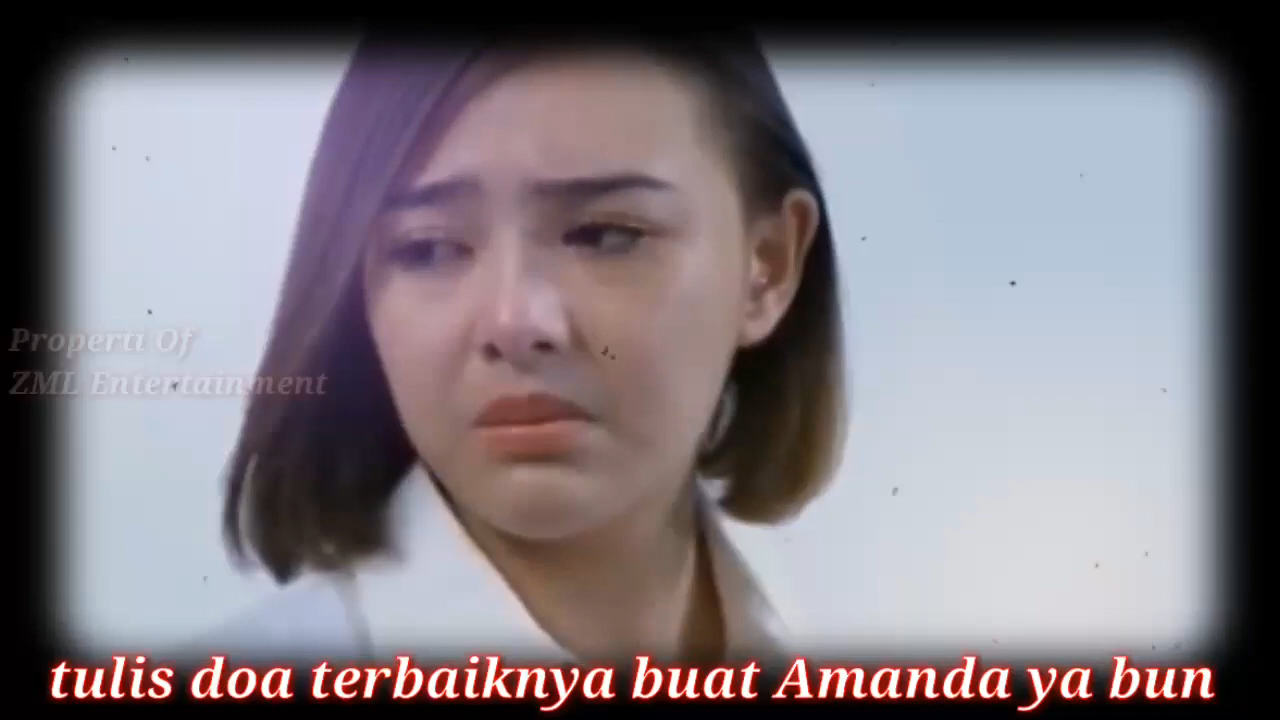 Properti Of
ZML Entertainment
tulis doa terbaiknya buat Amanda ya bun